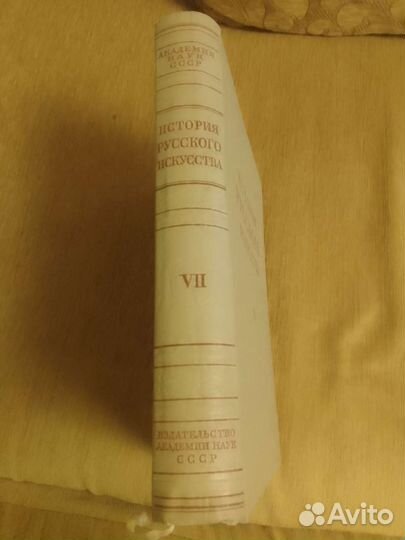 АКАДЕМИЯ
НАУК
СССР
ИСТОРИЯ
РУССКОГО
ИСКУССТВА
VII
ИЗДАТЕЛЬСТВО
АКАДЕМИИ НАУК
СССР
Avito